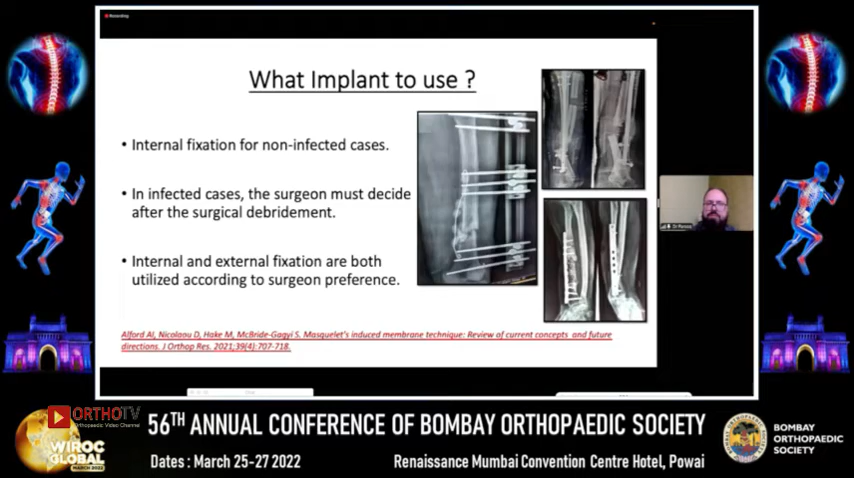 Recording
What Implant to use ?
• Internal fixation for non-infected cases.
• In infected cases, the surgeon must decide
after the surgical debridement.
• Internal and external fixation are both
utilized according to surgeon preference.
Alford AI, Nicolaou D, Hake M, McBride-Gagyi S. Masquelet's induced membrane technique: Review of current concepts and future
directions. J Orthop Res. 2021;39(4):707-718.
ORTHOTV
Orthopaedic Video Channel
WIROC
GLOBAL
MARCH 2022
56TH ANNUAL CONFERENCE OF BOMBAY ORTHOPAEDIC SOCIETY
Dates : March 25-27 2022
Renaissance Mumbai Convention Centre Hotel, Powai
BOMBAY
ORTHOPAEDIC
SOCIETY